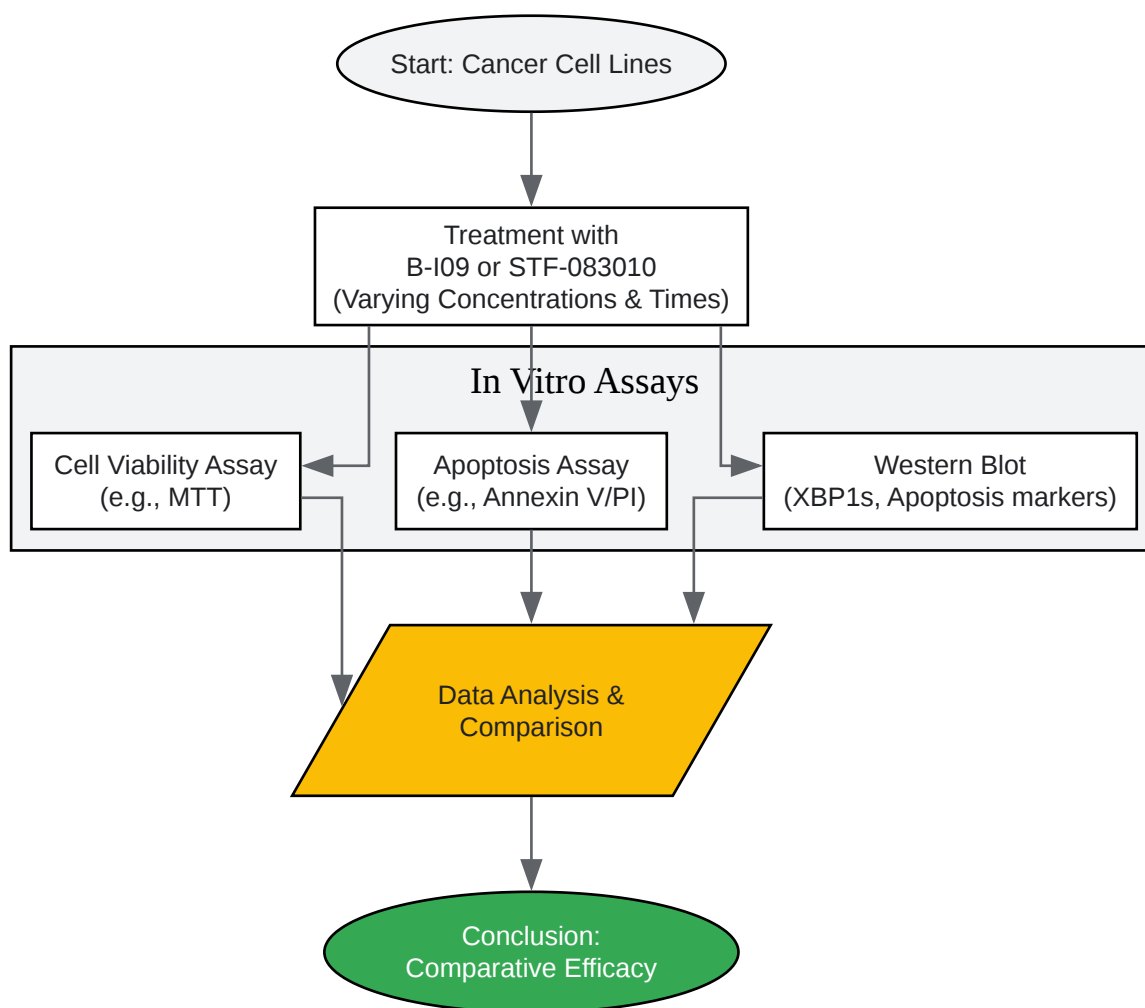 Start: Cancer Cell Lines
Treatment with
B-I09 or STF-083010
(Varying Concentrations & Times)
In Vitro Assays
Cell Viability Assay
(e.g., MTT)
Apoptosis Assay
(e.g., Annexin V/PI)
Western Blot
(XBP1s, Apoptosis markers)
Data Analysis &
Comparison
Conclusion:
Comparative Efficacy